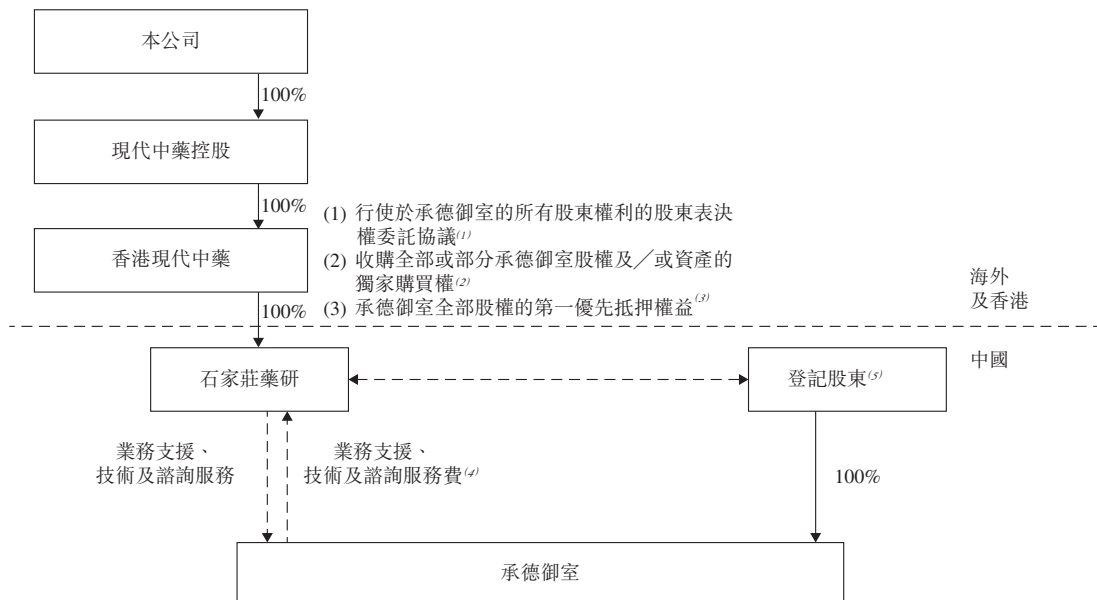 本公司
100%
現代中藥控股
100%
(1) 行使於承德御室的所有股東權利的股東表決
權委託協議(1)
(2) 收購全部或部分承德御室股權及／或資產的
獨家購買權(2)
(3) 承德御室全部股權的第一優先抵押權益(3)
香港現代中藥
海外
及香港
100%
中國
石家莊藥研
登記股東(5)
業務支援、
技術及諮詢服務
業務支援、
技術及諮詢服務費(4)
100%
承德御室